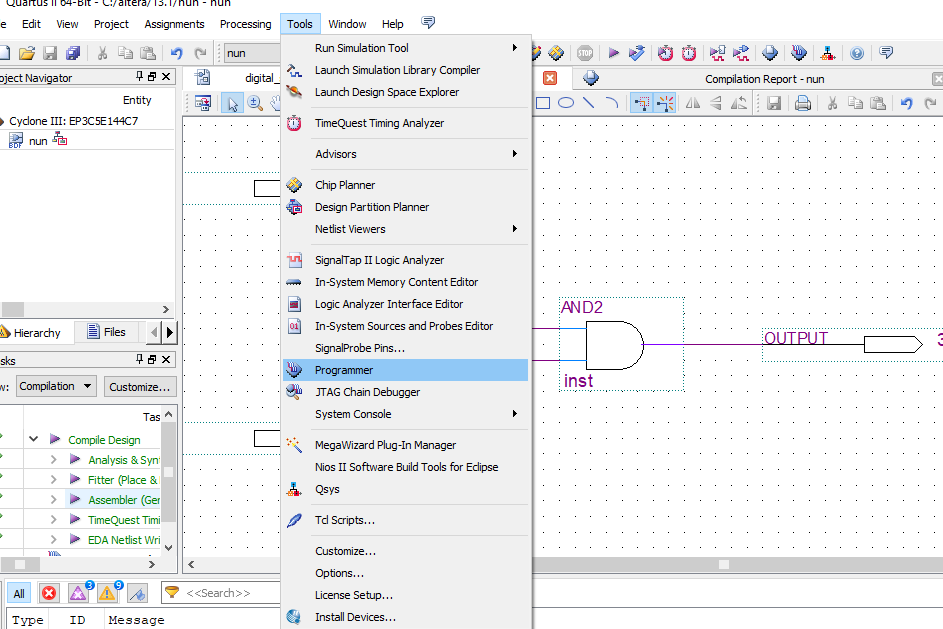 Quartus II 64-Bit - C:/altera/13.1/nun - nun
Edit View Project Assignments Processing Tools Window Help
nun
Project Navigator
Entity
Cyclone III: EP3C5E144C7
nun
Hierarchy Files
Compilation Customize...
Compile Design
Analysis & Syn
Fitter (Place &
Assembler (Ger
TimeQuest Timi
EDA Netlist Wri
All 3 9 <<Search>>
Type ID Message
Run Simulation Tool
Launch Simulation Library Compiler
Launch Design Space Explorer
TimeQuest Timing Analyzer
Advisors
Chip Planner
Design Partition Planner
Netlist Viewers
SignalTap II Logic Analyzer
In-System Memory Content Editor
Logic Analyzer Interface Editor
In-System Sources and Probes Editor
SignalProbe Pins...
Programmer
JTAG Chain Debugger
System Console
MegaWizard Plug-In Manager
Nios II Software Build Tools for Eclipse
Qsys
Tcl Scripts...
Customize...
Options...
License Setup...
Install Devices...
digital_
Compilation Report - nun
AND2
OUTPUT
inst